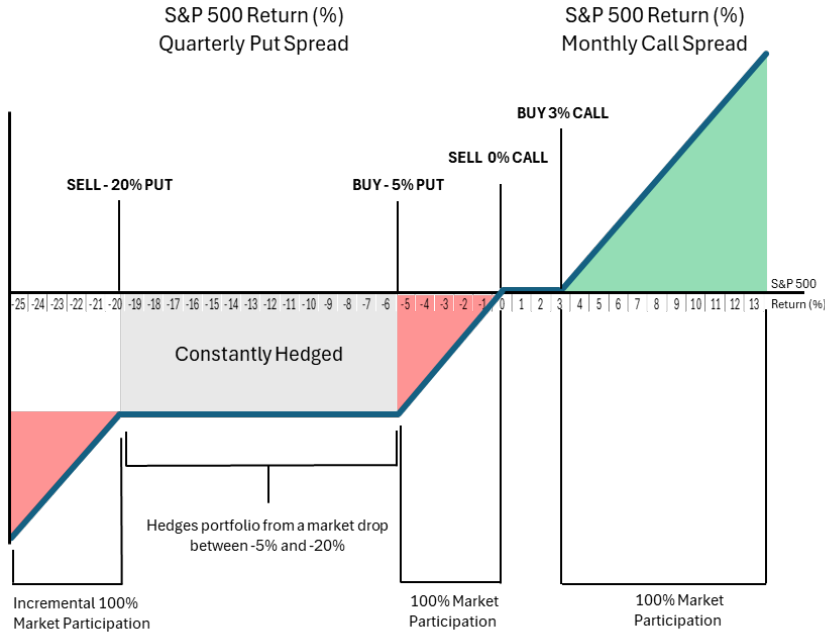 S&P 500 Return (%)
Quarterly Put Spread
S&P 500 Return (%)
Monthly Call Spread
BUY 3% CALL
SELL 0% CALL
SELL - 20% PUT
BUY - 5% PUT
S&P 500
Return (%)
-25 -24 -23 -22 -21 -20 -19 -18 -17 -16 -15 -14 -13 -12 -11 -10 -9 -8 -7 -6 -5 -4 -3 -2 -1 0 1 2 3 4 5 6 7 8 9 10 11 12 13
Constantly Hedged
Hedges portfolio from a market drop
between -5% and -20%
Incremental 100%
Market Participation
100% Market
Participation
100% Market
Participation